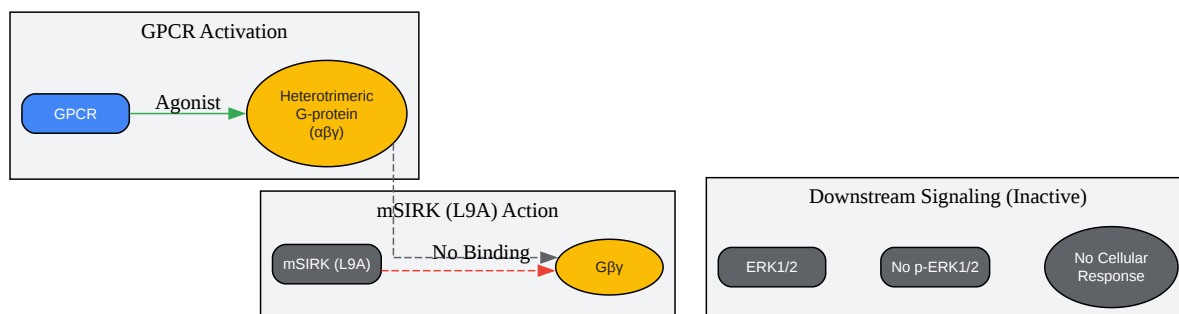 GPCR Activation
GPCR
Agonist
Heterotrimeric
G-protein
(αβγ)
mSIRK (L9A) Action
mSIRK (L9A)
No Binding
Gβγ
Downstream Signaling (Inactive)
ERK1/2
No p-ERK1/2
No Cellular
Response